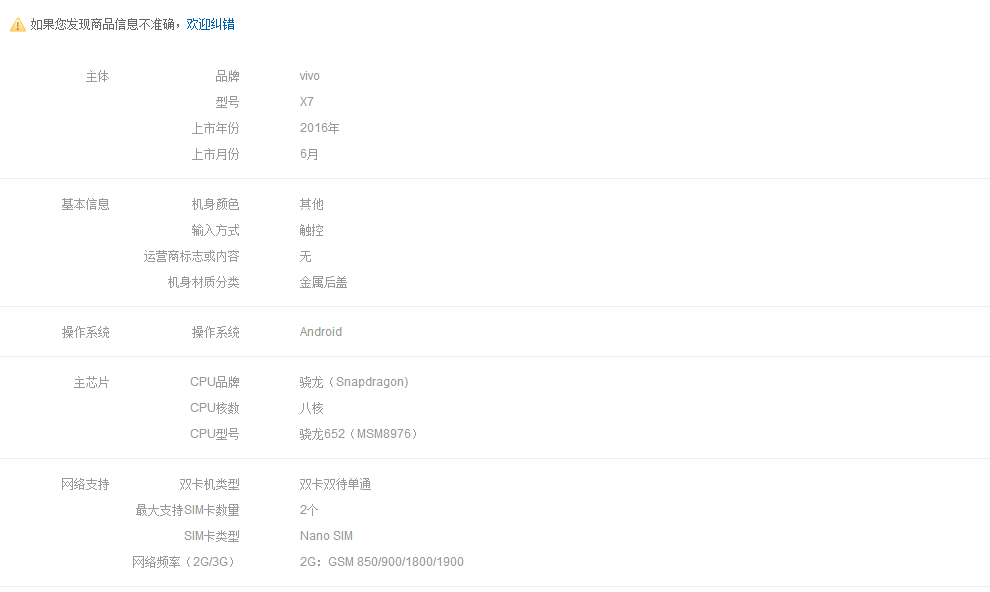 如果您发现商品信息不准确，欢迎纠错
主体 品牌 vivo
型号 X7
上市年份 2016年
上市月份 6月
基本信息 机身颜色 其他
输入方式 触控
运营商标志或内容 无
机身材质分类 金属后盖
操作系统 操作系统 Android
主芯片 CPU品牌 骁龙（Snapdragon)
CPU核数 八核
CPU型号 骁龙652（MSM8976）
网络支持 双卡机类型 双卡双待单通
最大支持SIM卡数量 2个
SIM卡类型 Nano SIM
网络频率（2G/3G） 2G：GSM 850/900/1800/1900